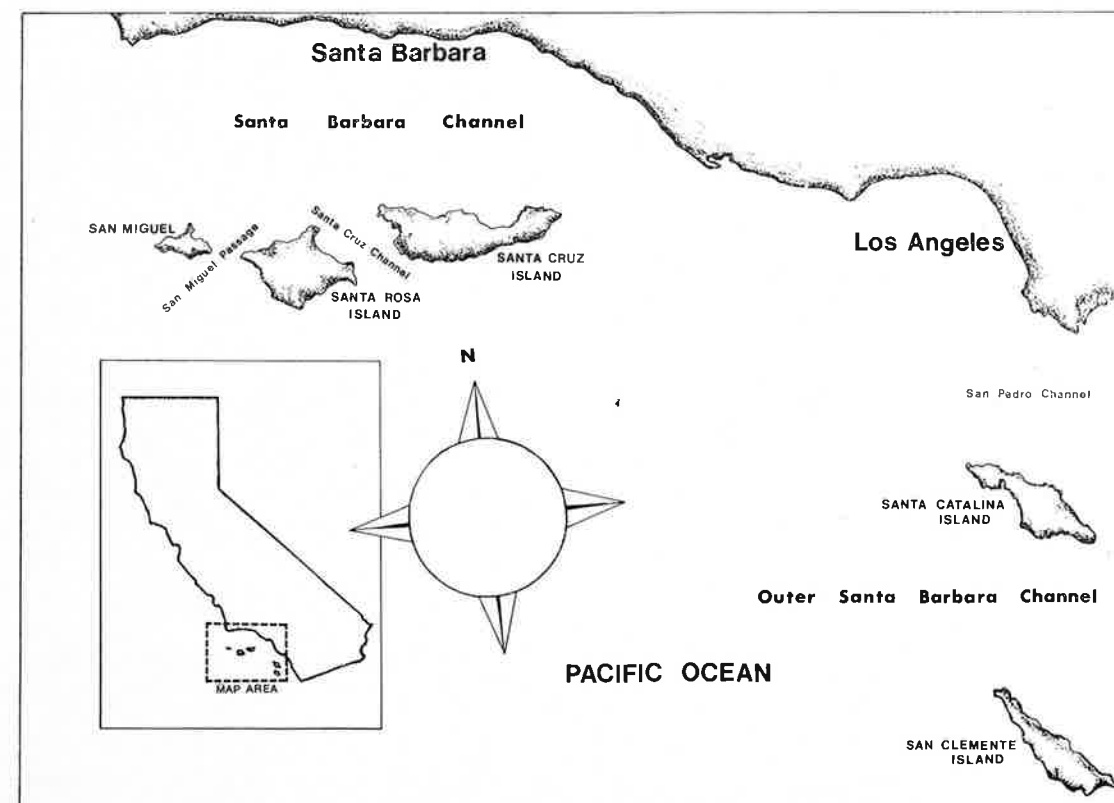 Santa Barbara
Santa Barbara Channel
SAN MIGUEL
San Miguel Passage
Santa Cruz Channel
SANTA CRUZ
ISLAND
SANTA ROSA
ISLAND
Los Angeles
N
San Pedro Channel
SANTA CATALINA
ISLAND
Outer Santa Barbara Channel
PACIFIC OCEAN
MAP AREA
SAN CLEMENTE
ISLAND